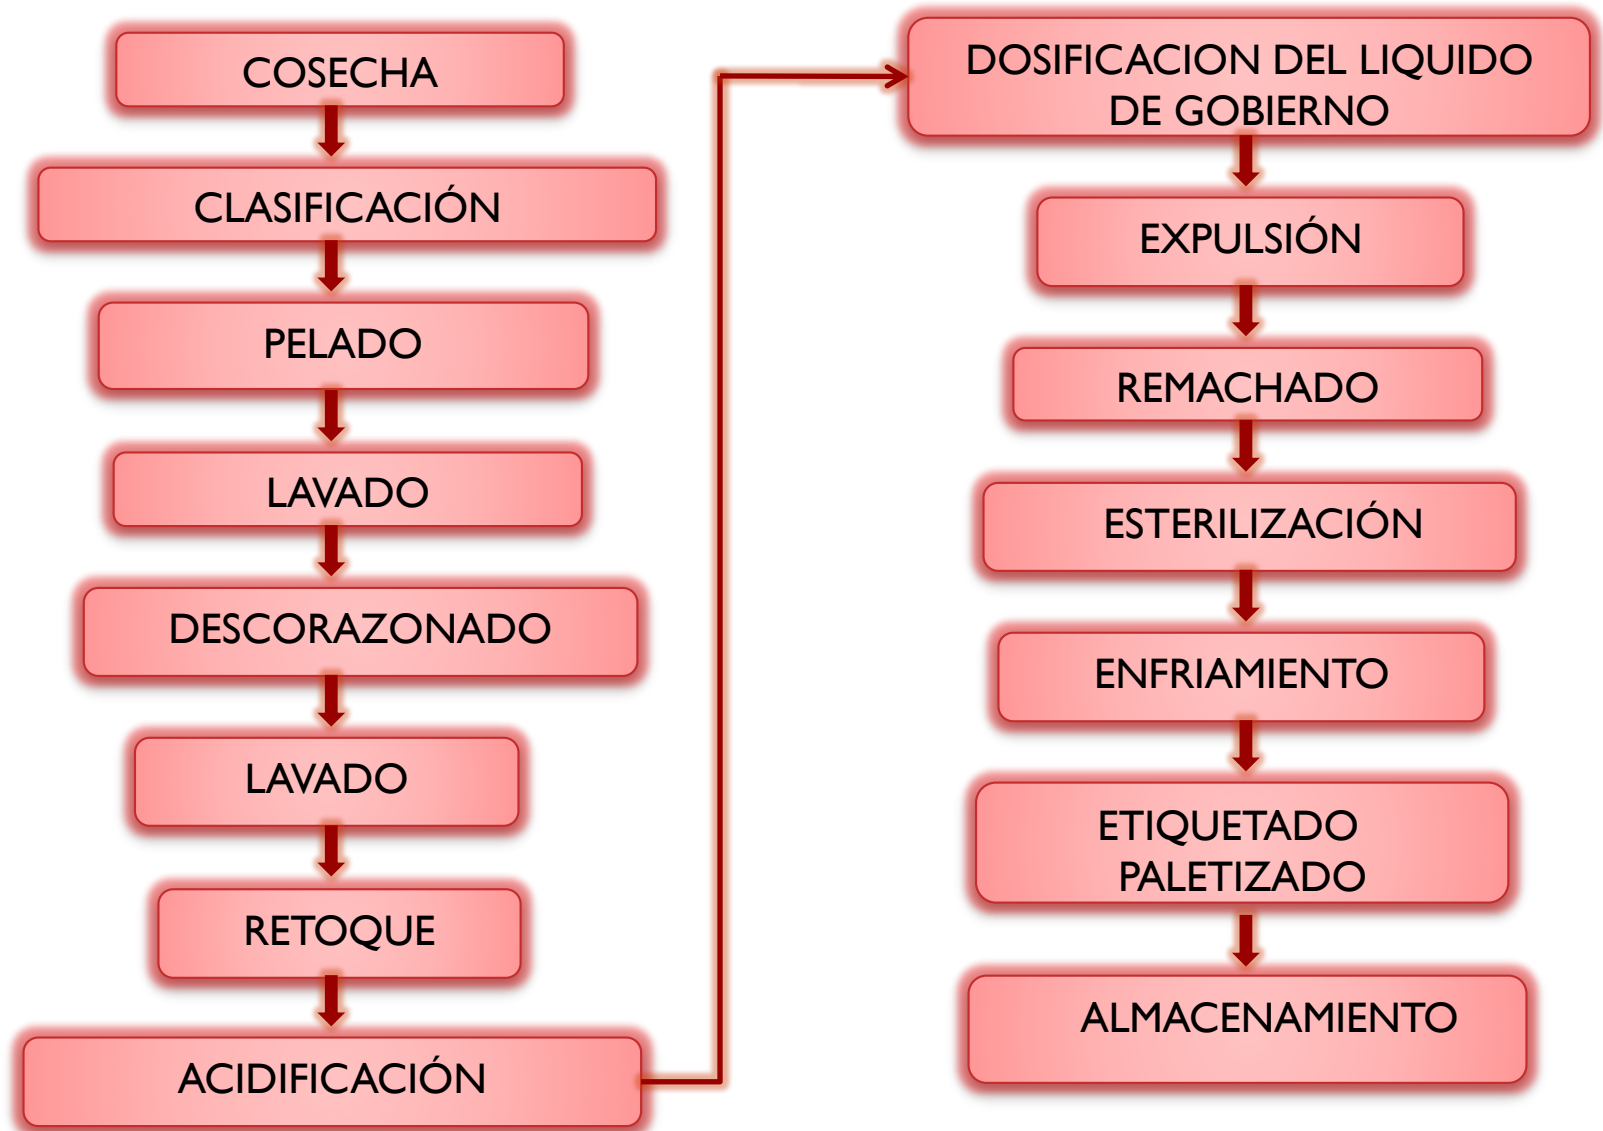 COSECHA
CLASIFICACIÓN
PELADO
LAVADO
DESCORAZONADO
LAVADO
RETOQUE
ACIDIFICACIÓN
DOSIFICACION DEL LIQUIDO
DE GOBIERNO
EXPULSIÓN
REMACHADO
ESTERILIZACIÓN
ENFRIAMIENTO
ETIQUETADO
PALETIZADO
ALMACENAMIENTO